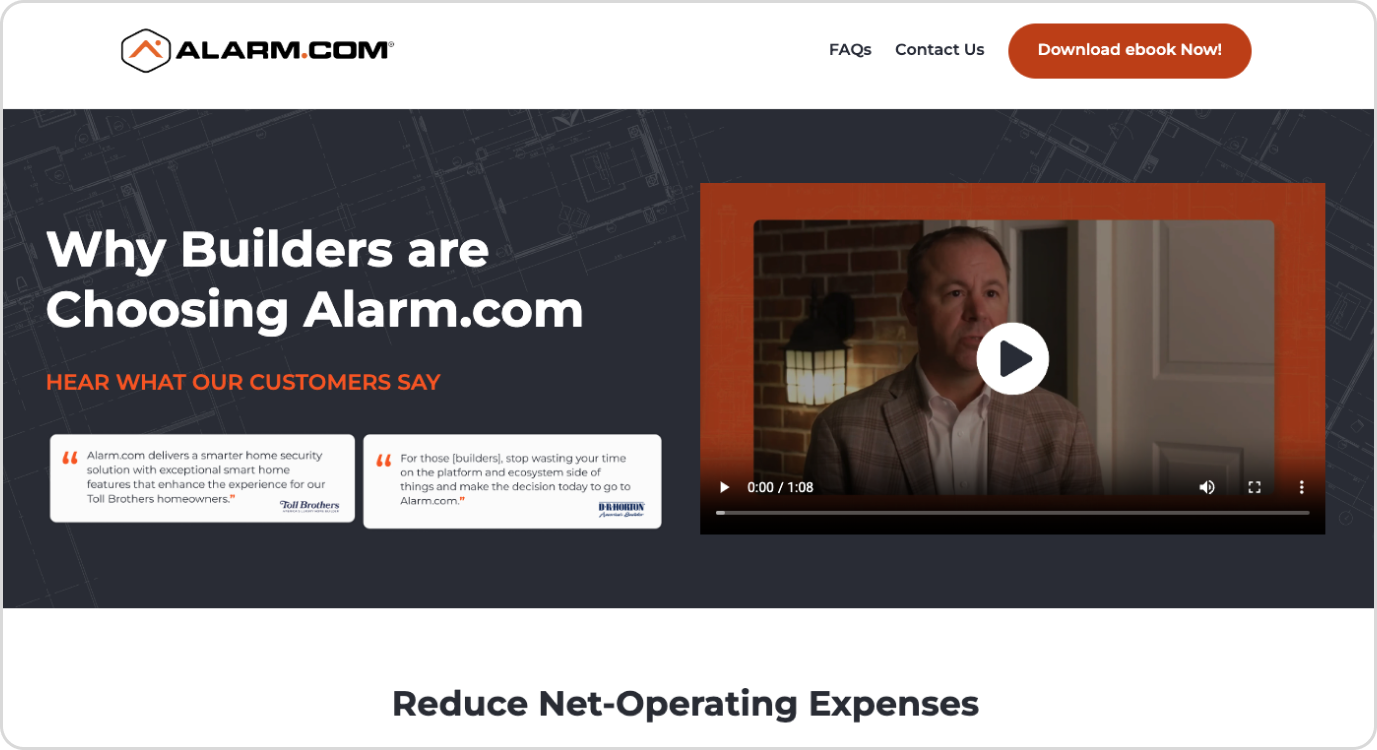 ALARM.COM®
FAQs
Contact Us
Download ebook Now!
Why Builders are
Choosing Alarm.com
HEAR WHAT OUR CUSTOMERS SAY
“ Alarm.com delivers a smarter home security
solution with exceptional smart home
features that enhance the experience for our
Toll Brothers homeowners.”
Toll Brothers
“ For those [builders], stop wasting your time
on the platform and ecosystem side of
things and make the decision today to go to
Alarm.com.”
D·R·HORTON
America's Builder
0:00 / 1:08
Reduce Net-Operating Expenses